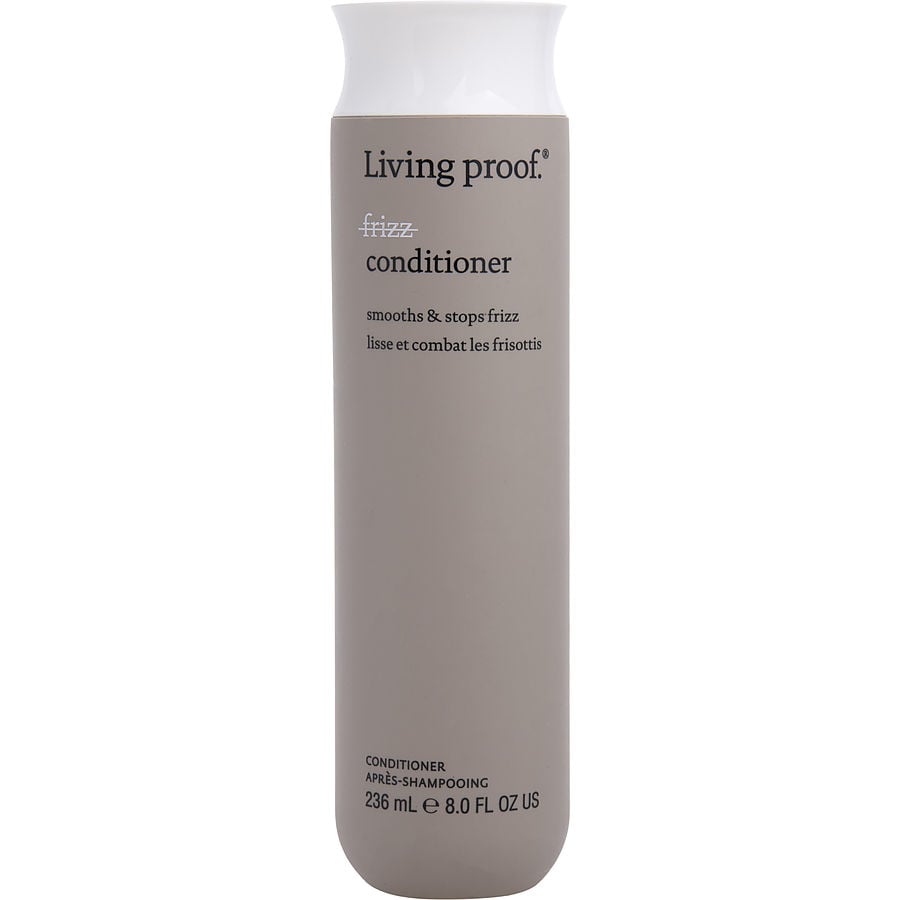 Living proof.®
frizz
conditioner
smooths & stops frizz
lisse et combat les frisottis
CONDITIONER
APRÈS-SHAMPOOING
236 mL ℮ 8.0 FL OZ US